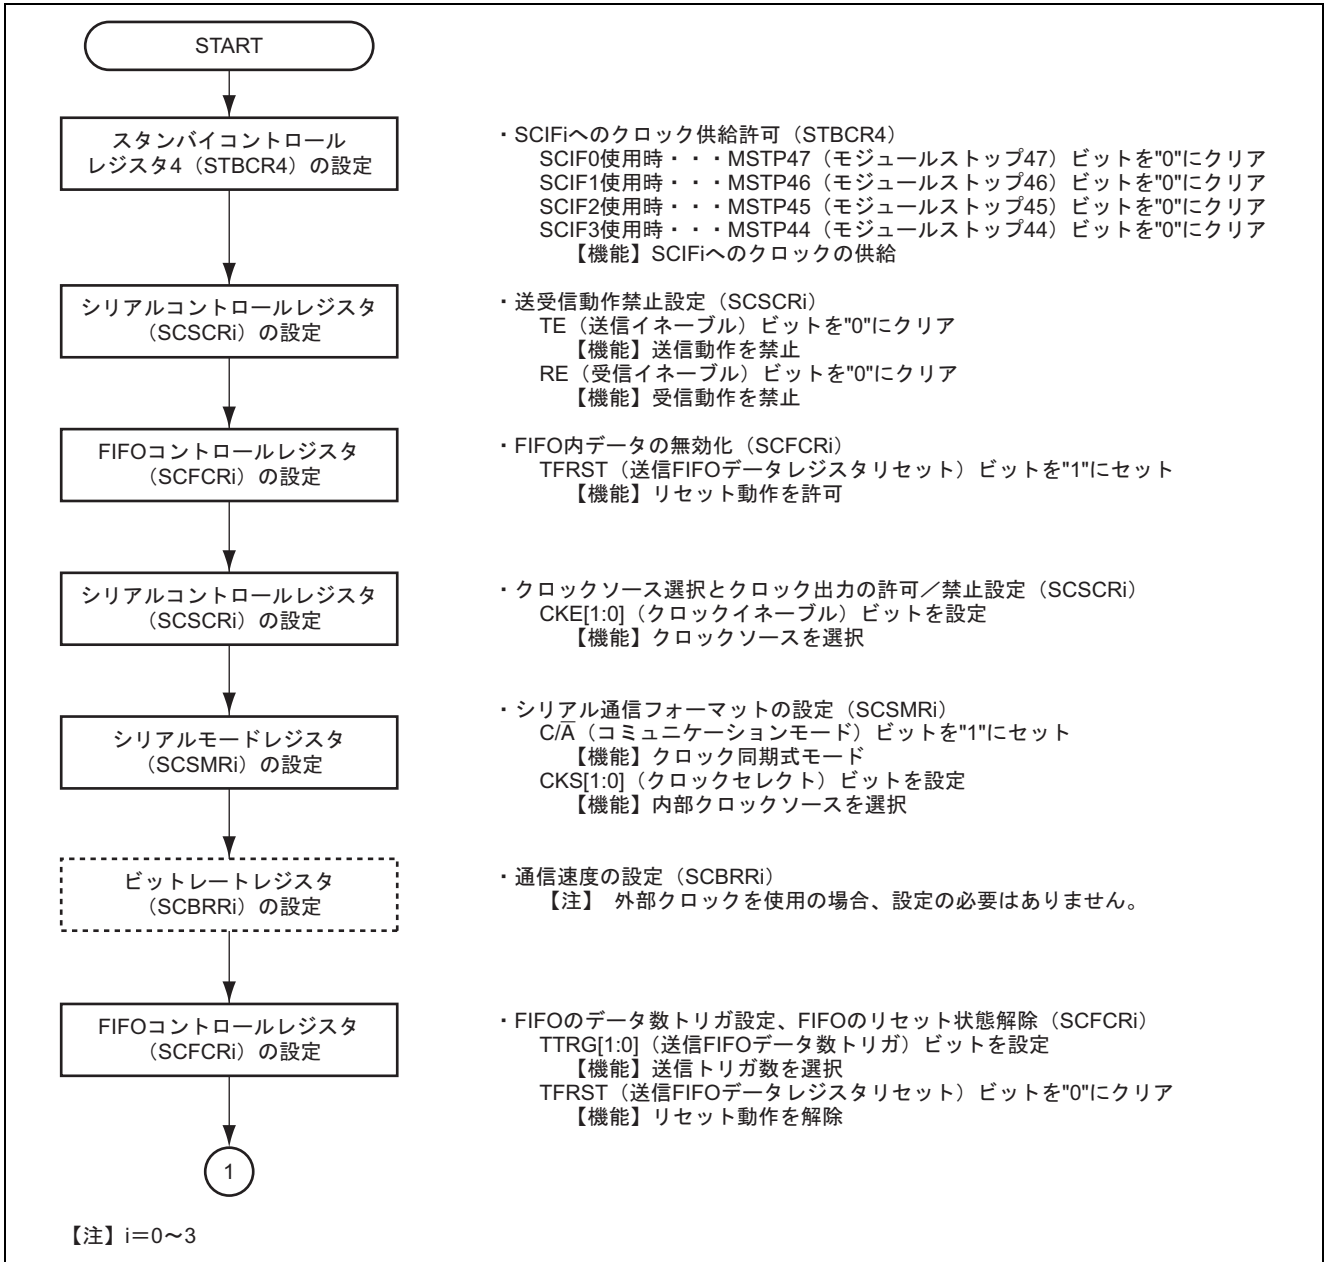 START
スタンバイコントロール
レジスタ4（STBCR4）の設定
・SCIFiへのクロック供給許可（STBCR4）
SCIF0使用時・・・MSTP47（モジュールストップ47）ビットを"0"にクリア
SCIF1使用時・・・MSTP46（モジュールストップ46）ビットを"0"にクリア
SCIF2使用時・・・MSTP45（モジュールストップ45）ビットを"0"にクリア
SCIF3使用時・・・MSTP44（モジュールストップ44）ビットを"0"にクリア
【機能】SCIFiへのクロックの供給
シリアルコントロールレジスタ
（SCSCRi）の設定
・送受信動作禁止設定（SCSCRi）
TE（送信イネーブル）ビットを"0"にクリア
【機能】送信動作を禁止
RE（受信イネーブル）ビットを"0"にクリア
【機能】受信動作を禁止
FIFOコントロールレジスタ
（SCFCRi）の設定
・FIFO内データの無効化（SCFCRi）
TFRST（送信FIFOデータレジスタリセット）ビットを"1"にセット
【機能】リセット動作を許可
シリアルコントロールレジスタ
（SCSCRi）の設定
・クロックソース選択とクロック出力の許可／禁止設定（SCSCRi）
CKE[1:0]（クロックイネーブル）ビットを設定
【機能】クロックソースを選択
シリアルモードレジスタ
（SCSMRi）の設定
・シリアル通信フォーマットの設定（SCSMRi）
C/A̅（コミュニケーションモード）ビットを"1"にセット
【機能】クロック同期式モード
CKS[1:0]（クロックセレクト）ビットを設定
【機能】内部クロックソースを選択
ビットレートレジスタ
（SCBRRi）の設定
・通信速度の設定（SCBRRi）
【注】 外部クロックを使用の場合、設定の必要はありません。
FIFOコントロールレジスタ
（SCFCRi）の設定
・FIFOのデータ数トリガ設定、FIFOのリセット状態解除（SCFCRi）
TTRG[1:0]（送信FIFOデータ数トリガ）ビットを設定
【機能】送信トリガ数を選択
TFRST（送信FIFOデータレジスタリセット）ビットを"0"にクリア
【機能】リセット動作を解除
1
【注】i＝0〜3